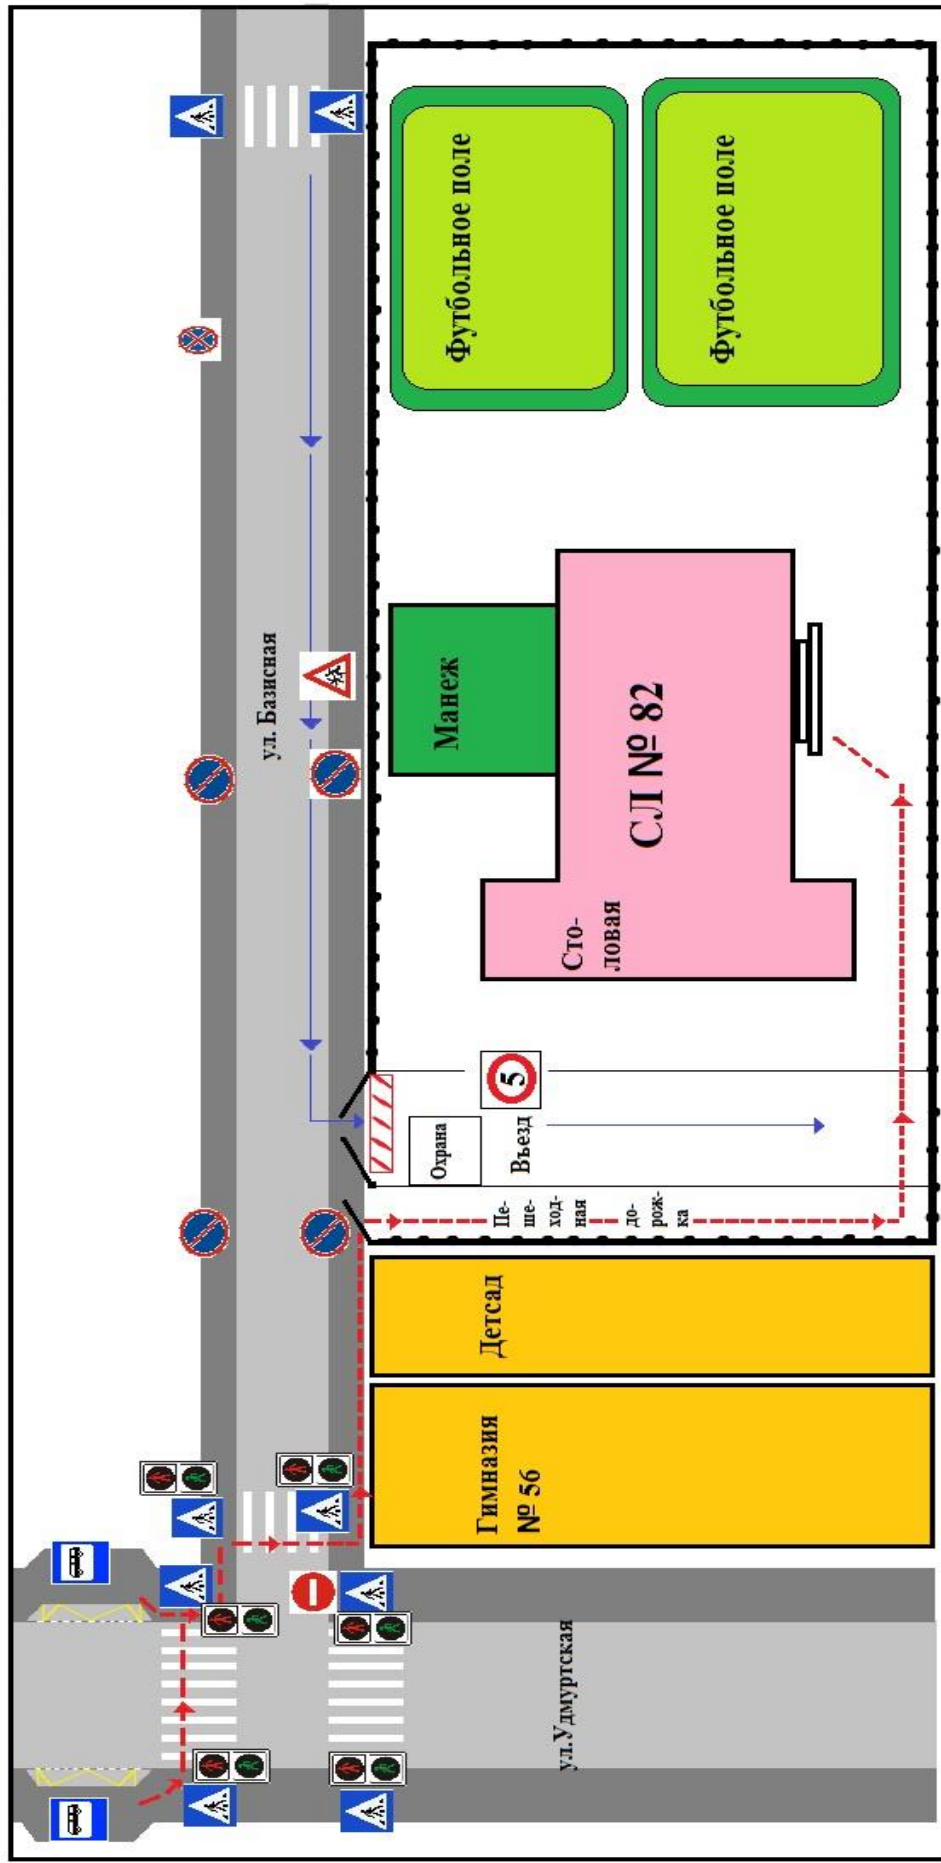 ул.Удмуртская
Гимназия
№ 56
Детсад
ул. Базисная
Пе-
ше-
ход-
ная
до-
рож-
ка
Охрана
Въезд
5
Сто-
ловая
СЛ № 82
Манеж
Футбольное поле
Футбольное поле